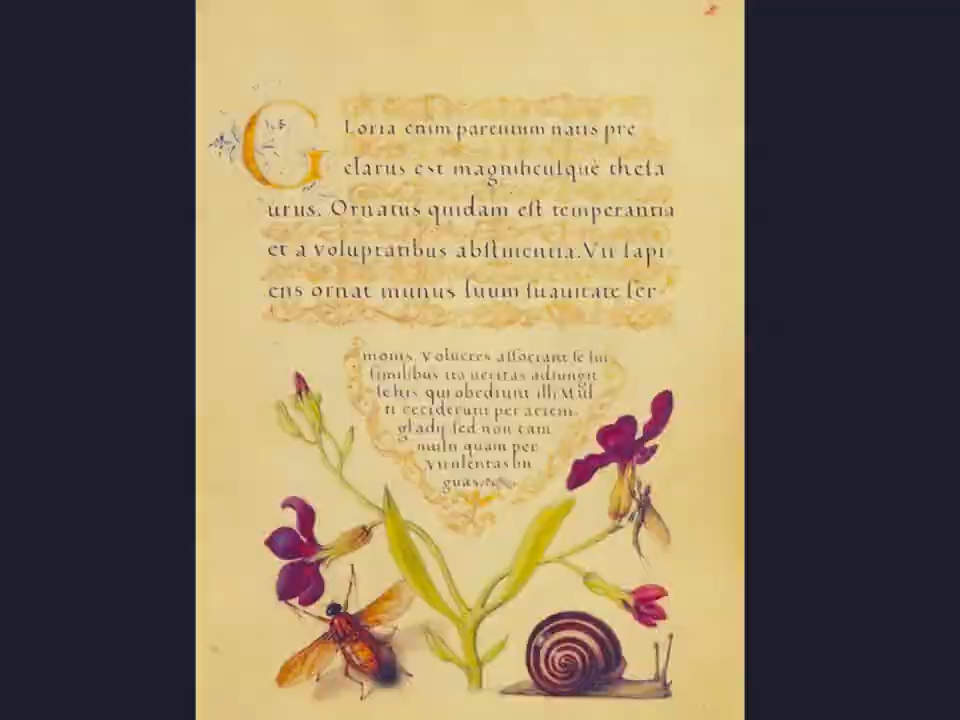 Gloria enim parentum natis pre
clarus est magnificusque thesa
urus. Ornatus quidam est temperantia
et a voluptatibus abstinentia. Vti sapi
ens ornat munus suum suauitate ser
monis. Volucres associant se sui
similibus ita ueritas adiungit
se his qui obediunt illi. Mul
ti ceciderunt per aciem
gladij sed non tam
multi quam per
virulentas lin
guas.